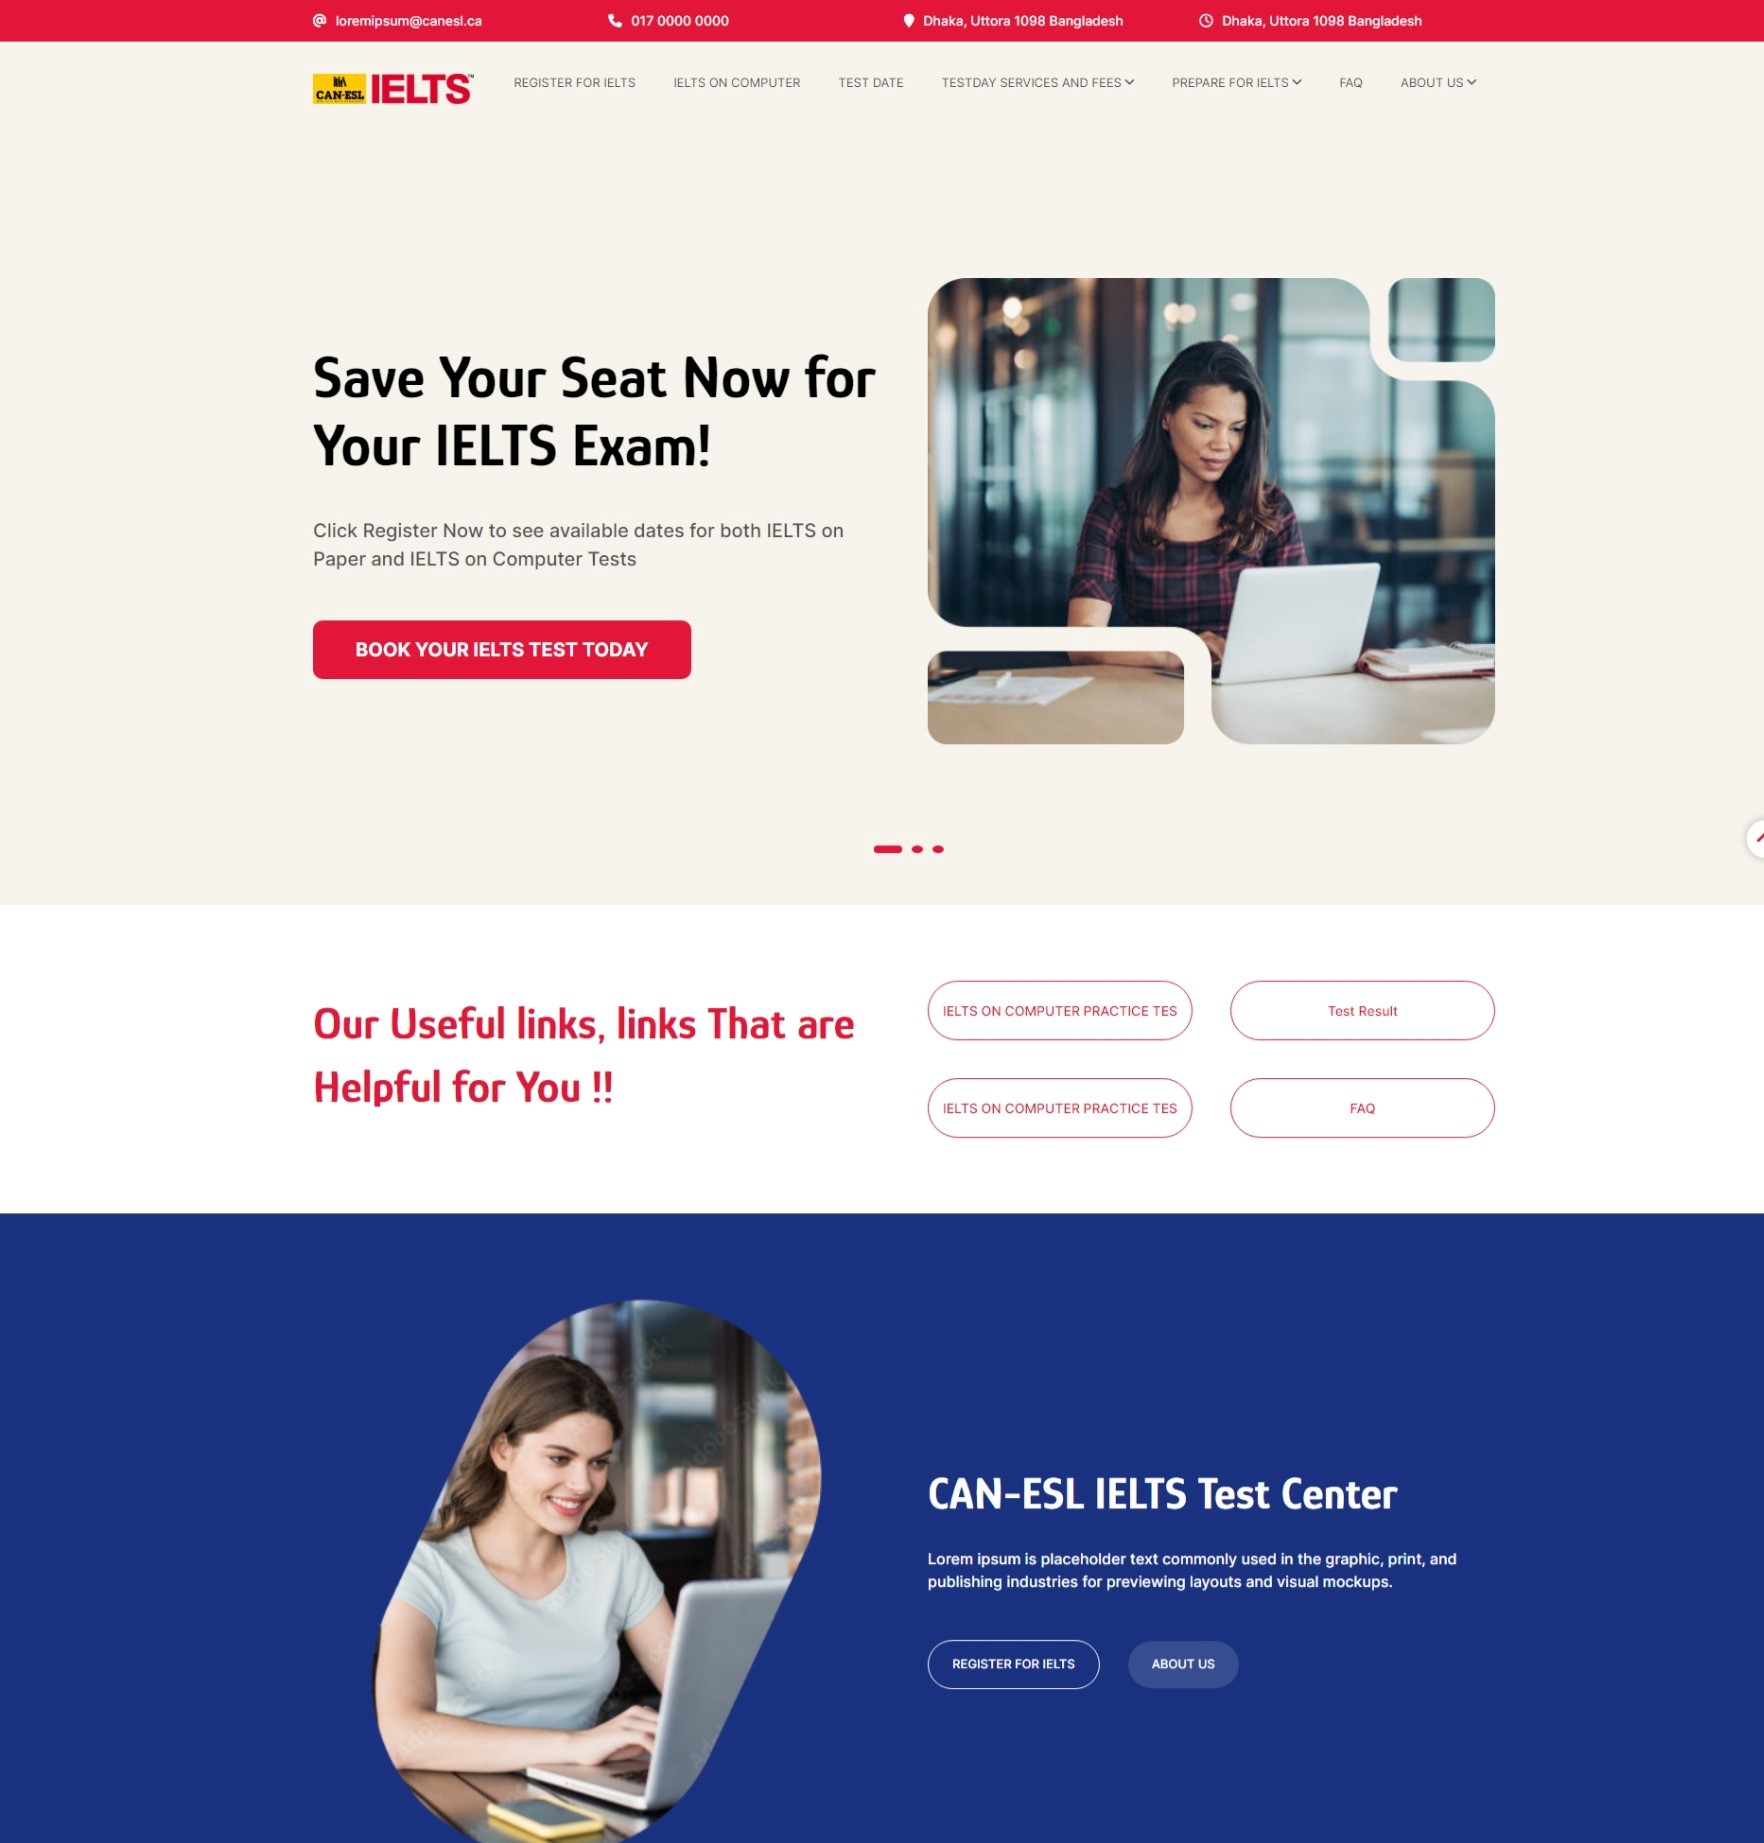 loremipsum@canesl.ca
017 0000 0000
Dhaka, Uttora 1098 Bangladesh
Dhaka, Uttora 1098 Bangladesh
CAN-ESL
IELTS™
REGISTER FOR IELTS
IELTS ON COMPUTER
TEST DATE
TESTDAY SERVICES AND FEES
PREPARE FOR IELTS
FAQ
ABOUT US
Save Your Seat Now for
Your IELTS Exam!
Click Register Now to see available dates for both IELTS on
Paper and IELTS on Computer Tests
BOOK YOUR IELTS TEST TODAY
Our Useful links, links That are
Helpful for You !!
IELTS ON COMPUTER PRACTICE TES
Test Result
IELTS ON COMPUTER PRACTICE TES
FAQ
CAN-ESL IELTS Test Center
Lorem ipsum is placeholder text commonly used in the graphic, print, and
publishing industries for previewing layouts and visual mockups.
REGISTER FOR IELTS
ABOUT US